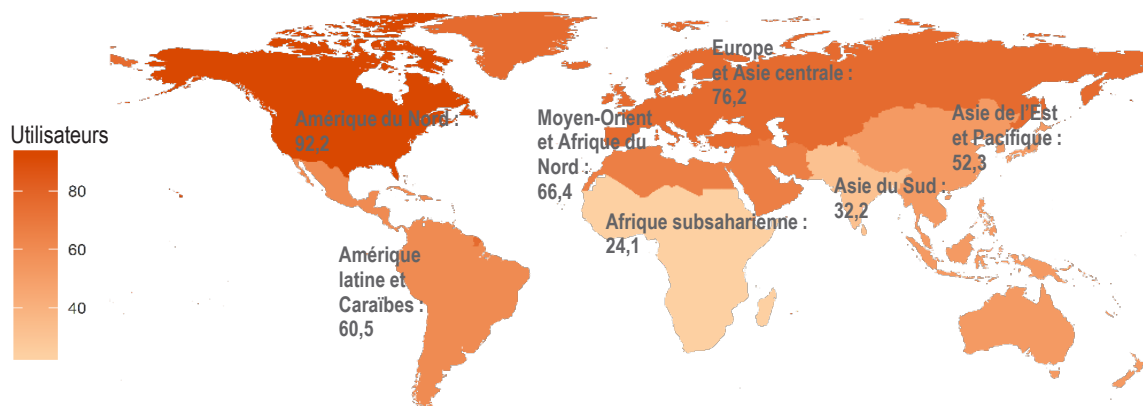 Utilisateurs
80
60
40
Amérique du Nord :
92,2
Europe
et Asie centrale :
76,2
Moyen-Orient
et Afrique du
Nord :
66,4
Asie de l'Est
et Pacifique :
52,3
Asie du Sud :
32,2
Afrique subsaharienne :
24,1
Amérique
latine et
Caraïbes :
60,5